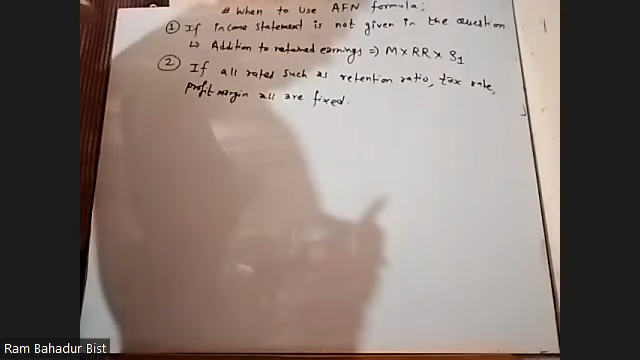 # When to use AFN formula;
① If income statement is not given in the question.
↳ Addition to retained earnings => M x RR x S1
② If all rates such as retention ratio, tax rate,
profit margin all are fixed.
Ram Bahadur Bist